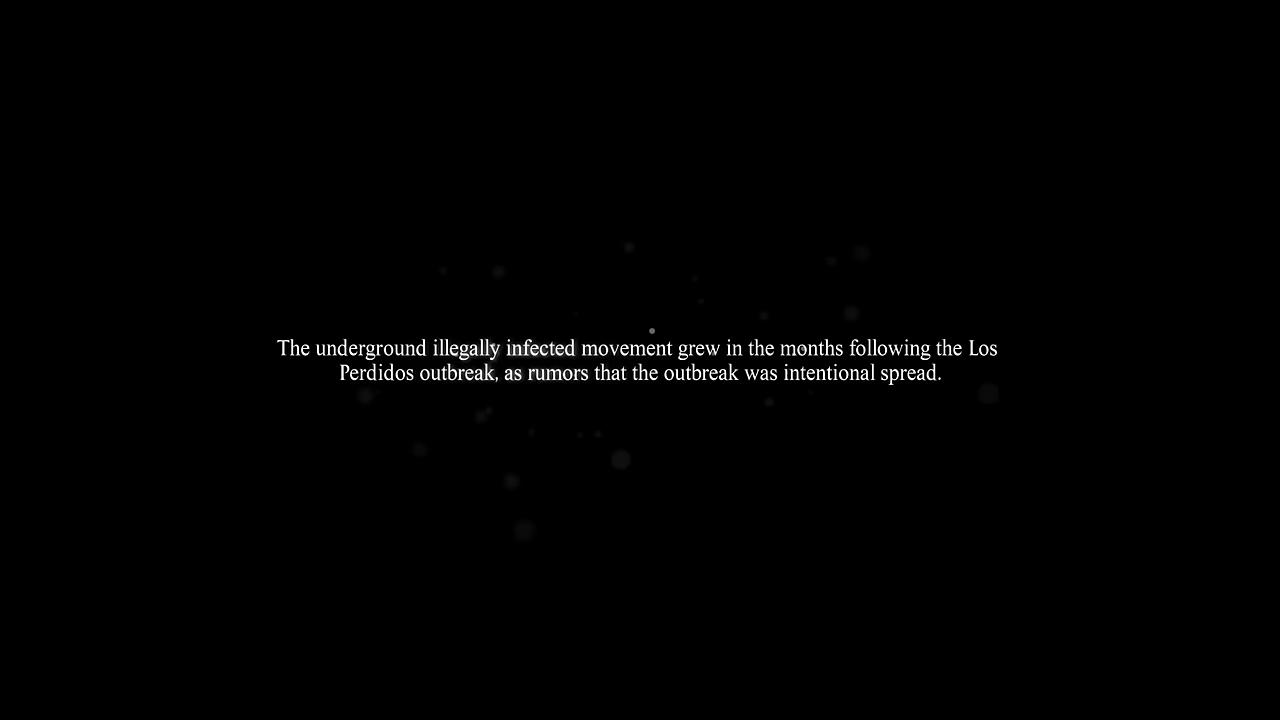 The underground illegally infected movement grew in the months following the Los
Perdidos outbreak, as rumors that the outbreak was intentional spread.